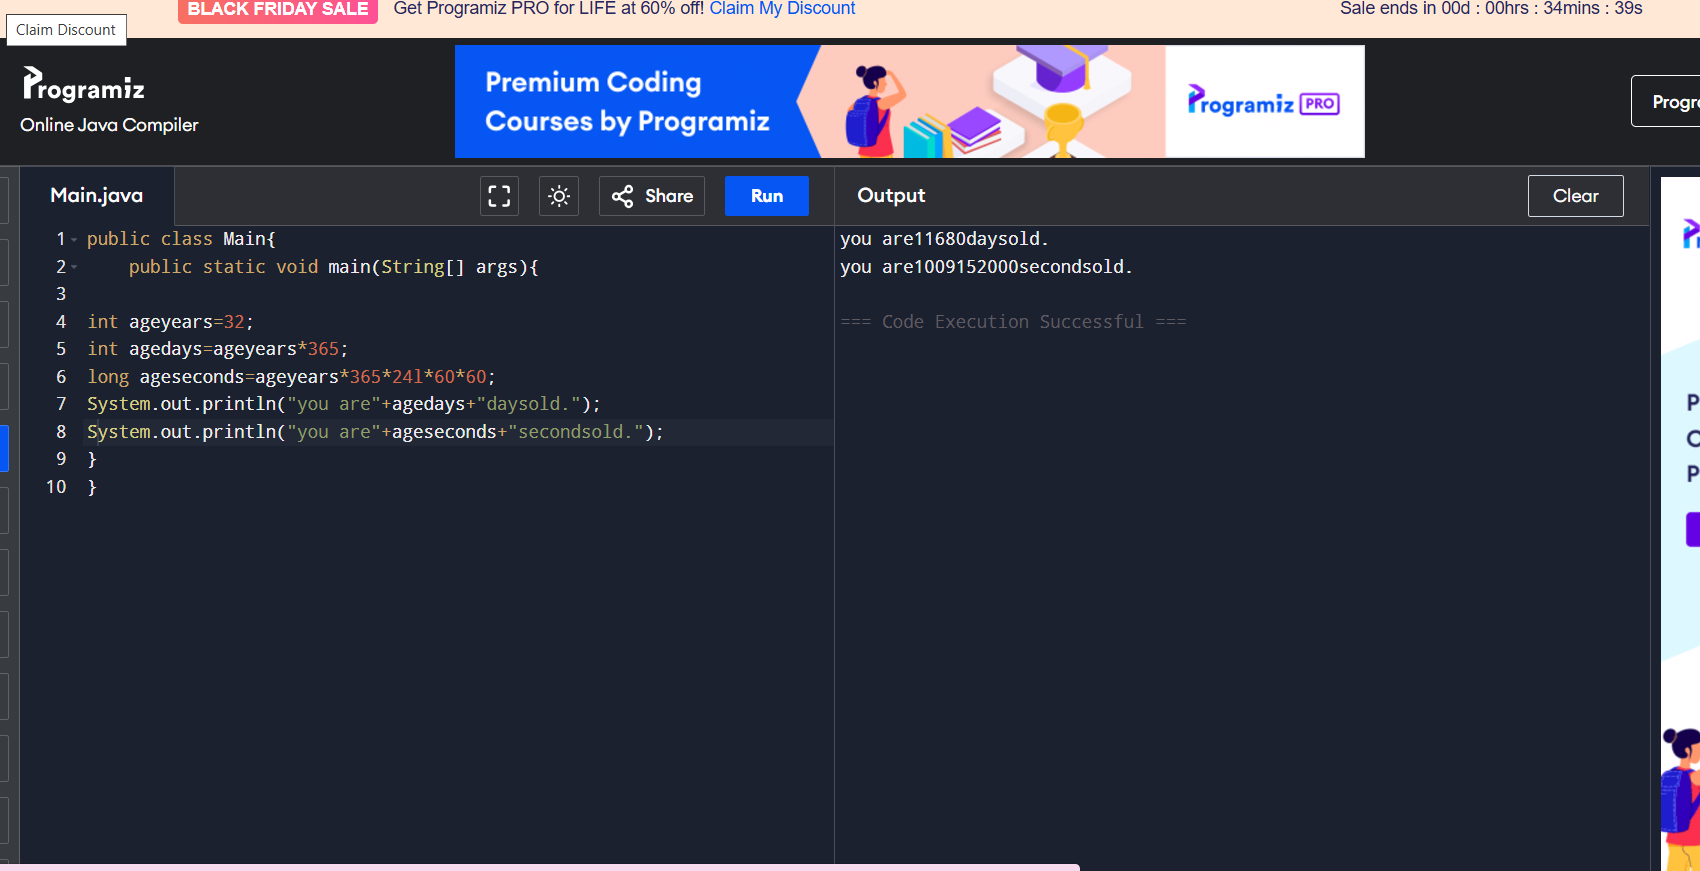 BLACK FRIDAY SALE Get Programiz PRO for LIFE at 60% off! Claim My Discount Sale ends in 00d : 00hrs : 34mins : 39s
Claim Discount
Programiz
Online Java Compiler
Premium Coding
Courses by Programiz
Programiz PRO
Progr
Main.java
Share
Run
Output
Clear
1 public class Main{
2     public static void main(String[] args){
3
4 int ageyears=32;
5 int agedays=ageyears*365;
6 long ageseconds=ageyears*365*24l*60*60;
7 System.out.println("you are"+agedays+"daysold.");
8 System.out.println("you are"+ageseconds+"secondsold.");
9 }
10 }
you are11680daysold.
you are1009152000secondsold.
=== Code Execution Successful ===
P
C
P